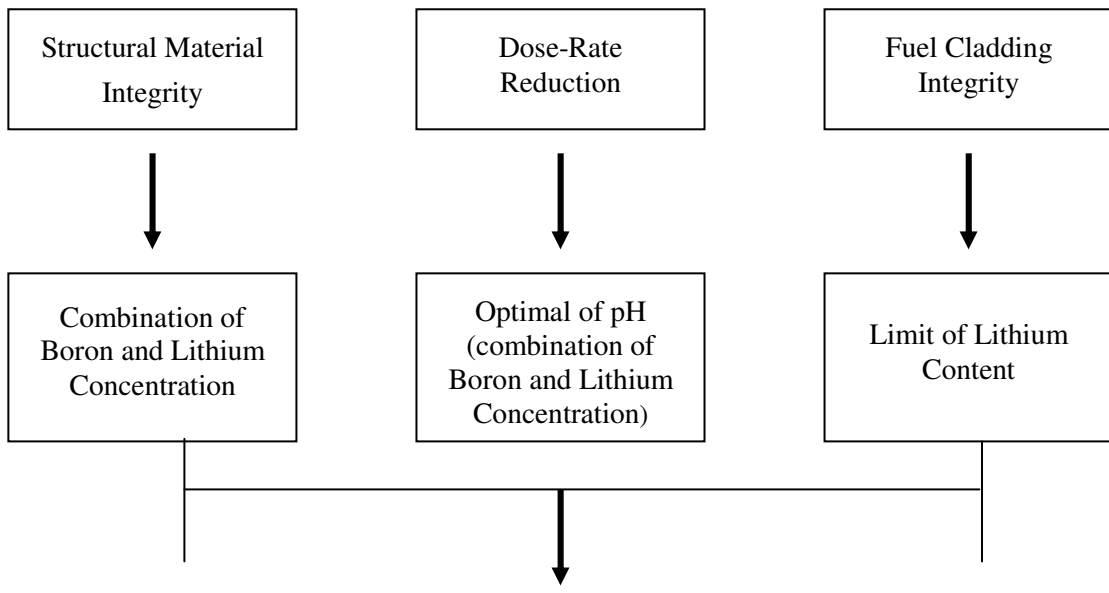 Structural Material
Integrity
Dose-Rate
Reduction
Fuel Cladding
Integrity
Combination of
Boron and Lithium
Concentration
Optimal of pH
(combination of
Boron and Lithium
Concentration)
Limit of Lithium
Content